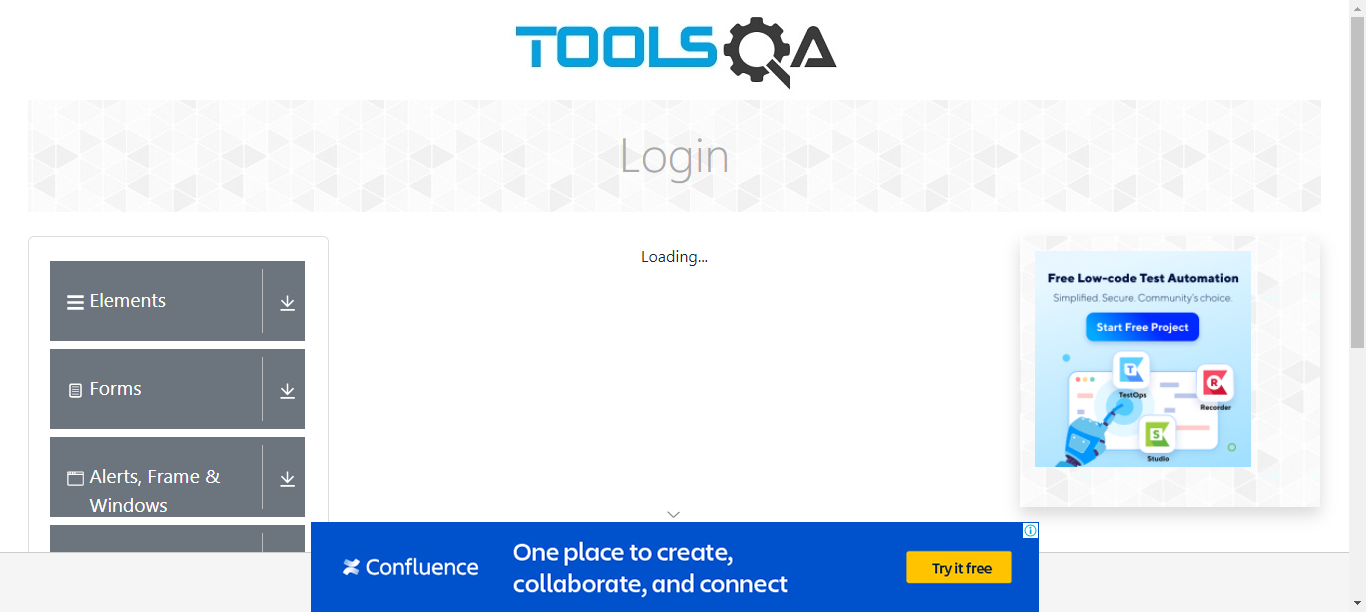 TOOLSQA
Login
Elements
Forms
Alerts, Frame &
Windows
Loading...
Free Low-code Test Automation
Simplified. Secure. Community's choice.
Start Free Project
T
TestOps
R
Recorder
S
Studio
Confluence
One place to create,
collaborate, and connect
Try it free